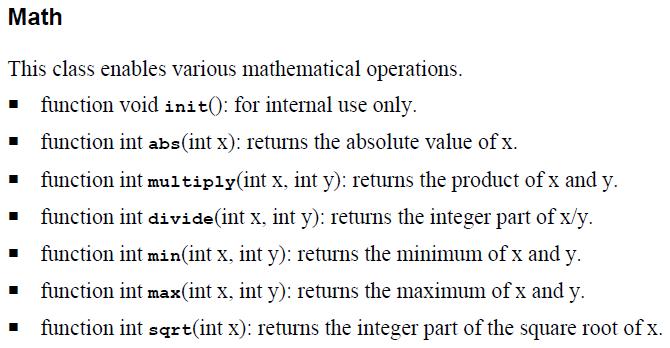 Math
This class enables various mathematical operations.
▪ function void init(): for internal use only.
▪ function int abs(int x): returns the absolute value of x.
▪ function int multiply(int x, int y): returns the product of x and y.
▪ function int divide(int x, int y): returns the integer part of x/y.
▪ function int min(int x, int y): returns the minimum of x and y.
▪ function int max(int x, int y): returns the maximum of x and y.
▪ function int sqrt(int x): returns the integer part of the square root of x.